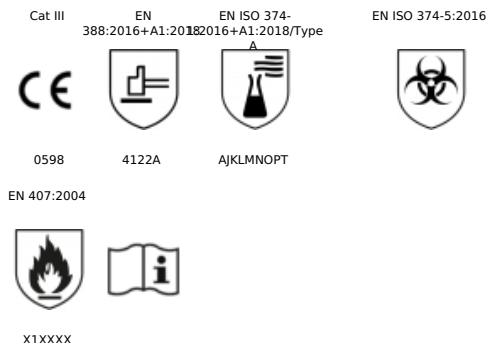 Cat III
EN
388:2016+A1:2018
EN ISO 374-
1:2016+A1:2018/Type
A
EN ISO 374-5:2016
CE
i
0598
4122A
AJKLMNOPT
EN 407:2004
X1XXXX